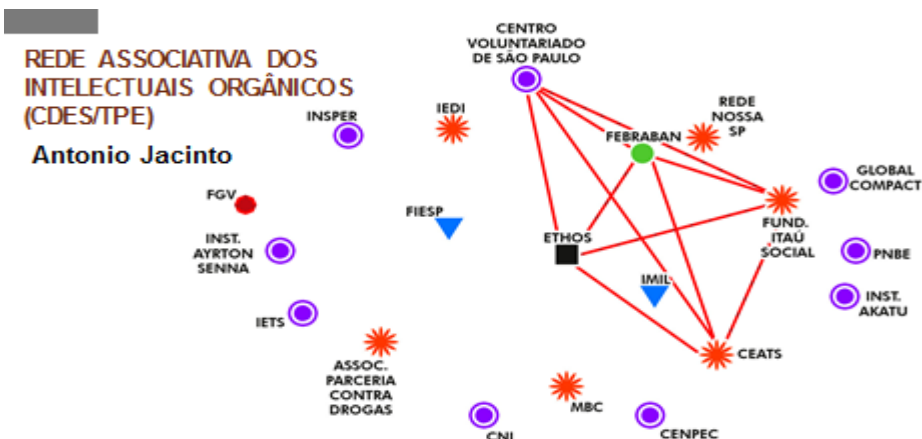 REDE ASSOCIATIVA DOS
INTELECTUAIS ORGÂNICOS
(CDES/TPE)
Antonio Jacinto
CENTRO
VOLUNTARIADO
DE SÃO PAULO
IEDI
INSPER
REDE
NOSSA
SP
FEBRABAN
GLOBAL
COMPACT
FGV
FIESP
FUND.
ITAÚ
SOCIAL
INST.
AYRTON
SENNA
ETHOS
PNBE
IMIL
INST.
AKATU
IETS
CEATS
ASSOC.
PARCERIA
CONTRA
DROGAS
MBC
CNI
CENPEC